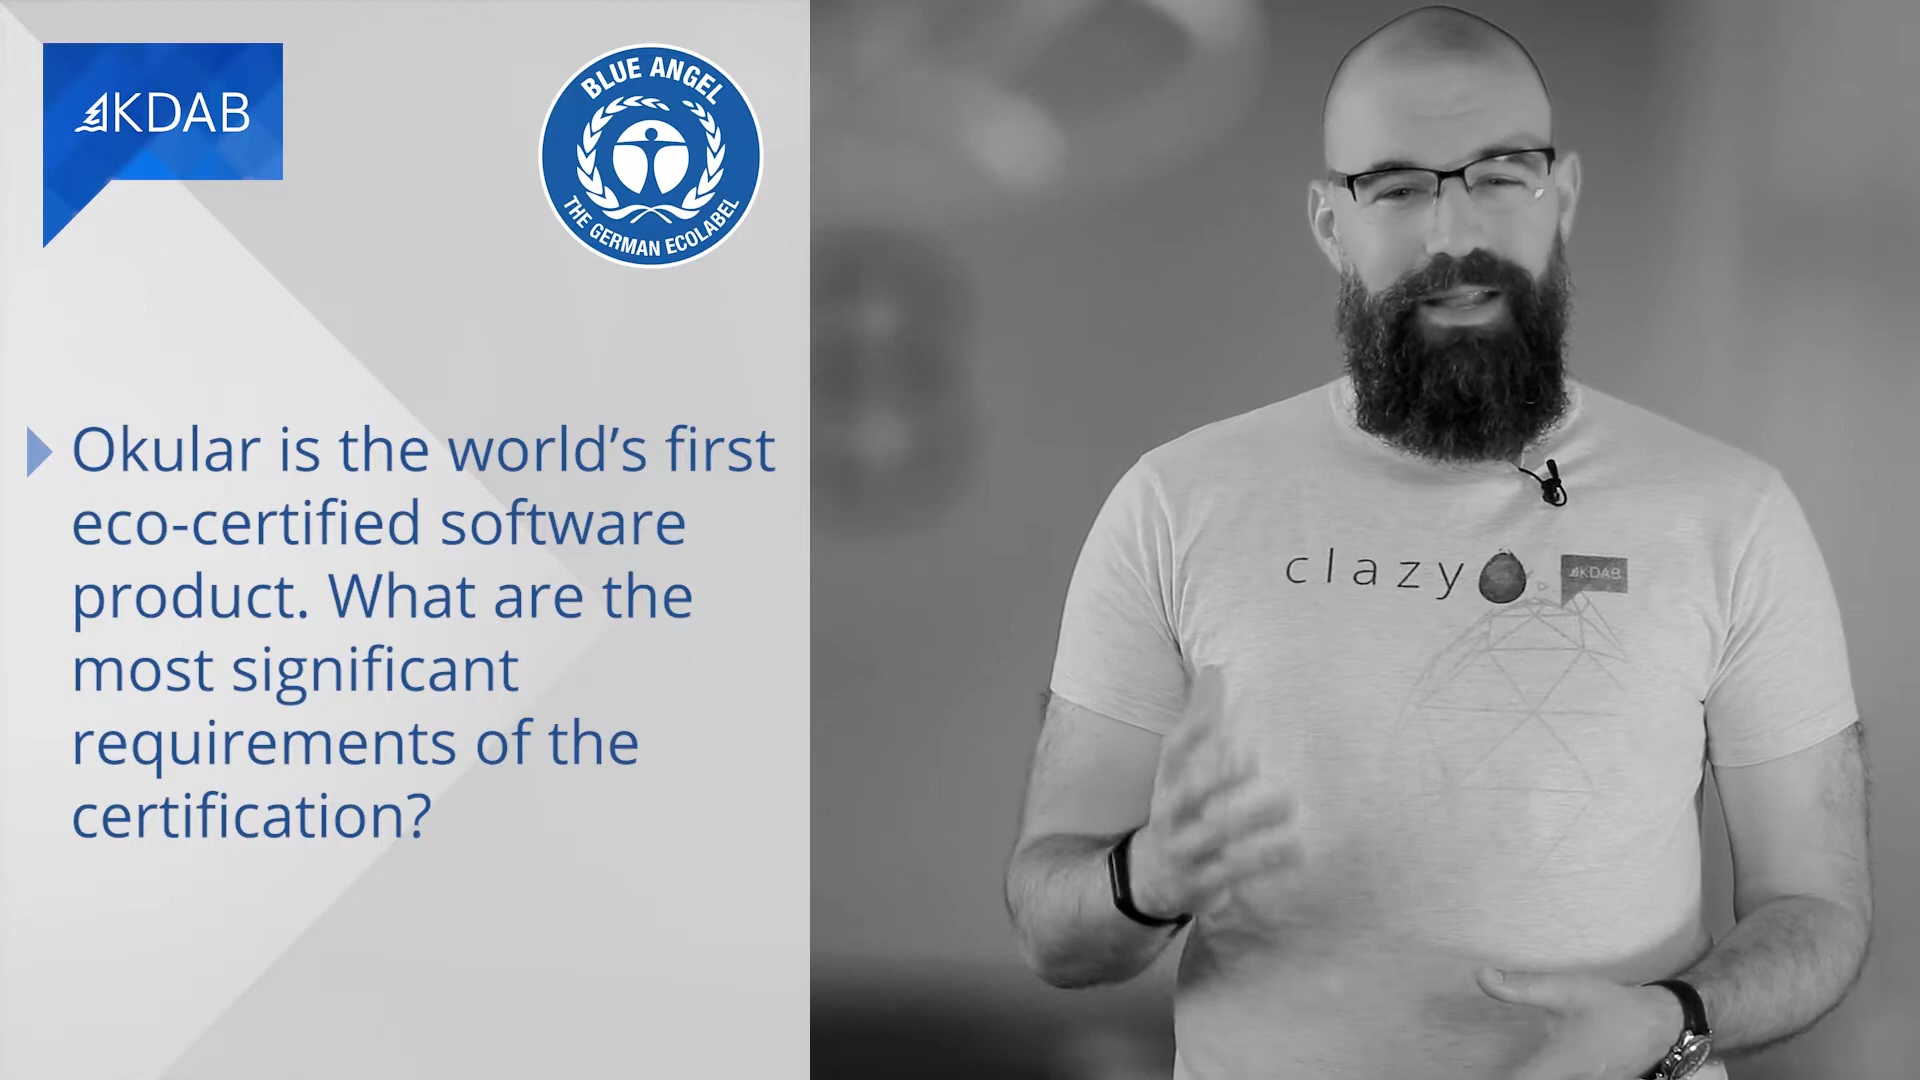 KDAB
BLUE ANGEL
THE GERMAN ECOLABEL
Okular is the world’s first
eco-certified software
product. What are the
most significant
requirements of the
certification?
clazy
KDAB